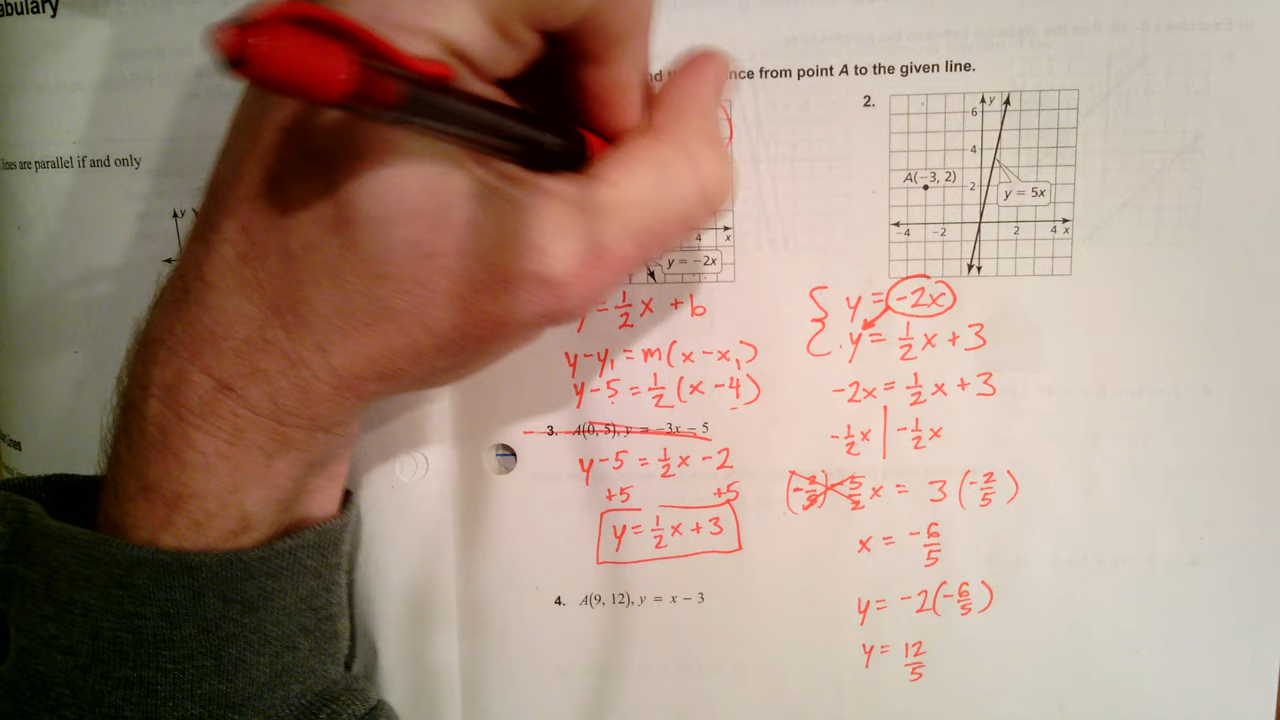 abulary
nce from point A to the given line.
lines are parallel if and only
y
4 x
y = -2x
2.
y
6
4
2
A(-3, 2)
y = 5x
-4 -2 2 4 x
= 1/2 x + b
y - y₁ = m(x - x₁)
y - 5 = 1/2 (x - 4)
3. A(0, 5), y = -3x - 5
y - 5 = 1/2 x - 2
+5 +5
y = 1/2 x + 3
4. A(9, 12), y = x - 3
{ y = -2x
y = 1/2 x + 3
-2x = 1/2 x + 3
-1/2 x | -1/2 x
(-2/5) -5/2 x = 3 (-2/5)
x = -6/5
y = -2(-6/5)
y = 12/5